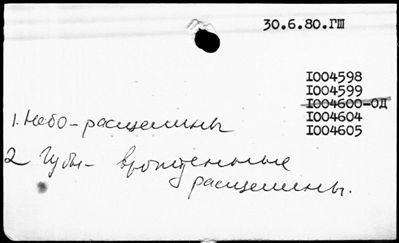 30.6.80.ГШ
I004598
I004599
I004600-ОД
I004604
I004605
1. Небо - расщелины
2 Губы - врожденные
расщелины.